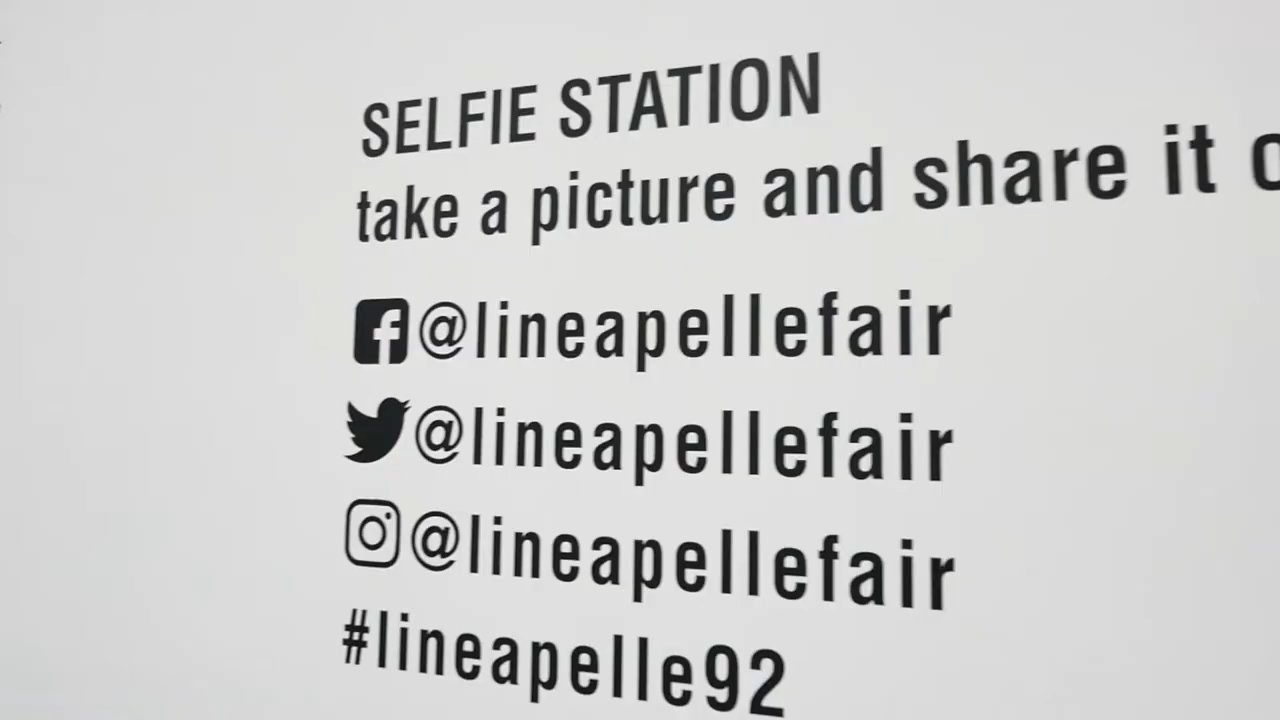 SELFIE STATION
take a picture and share it
@lineapellefair
@lineapellefair
@lineapellefair
#lineapelle92